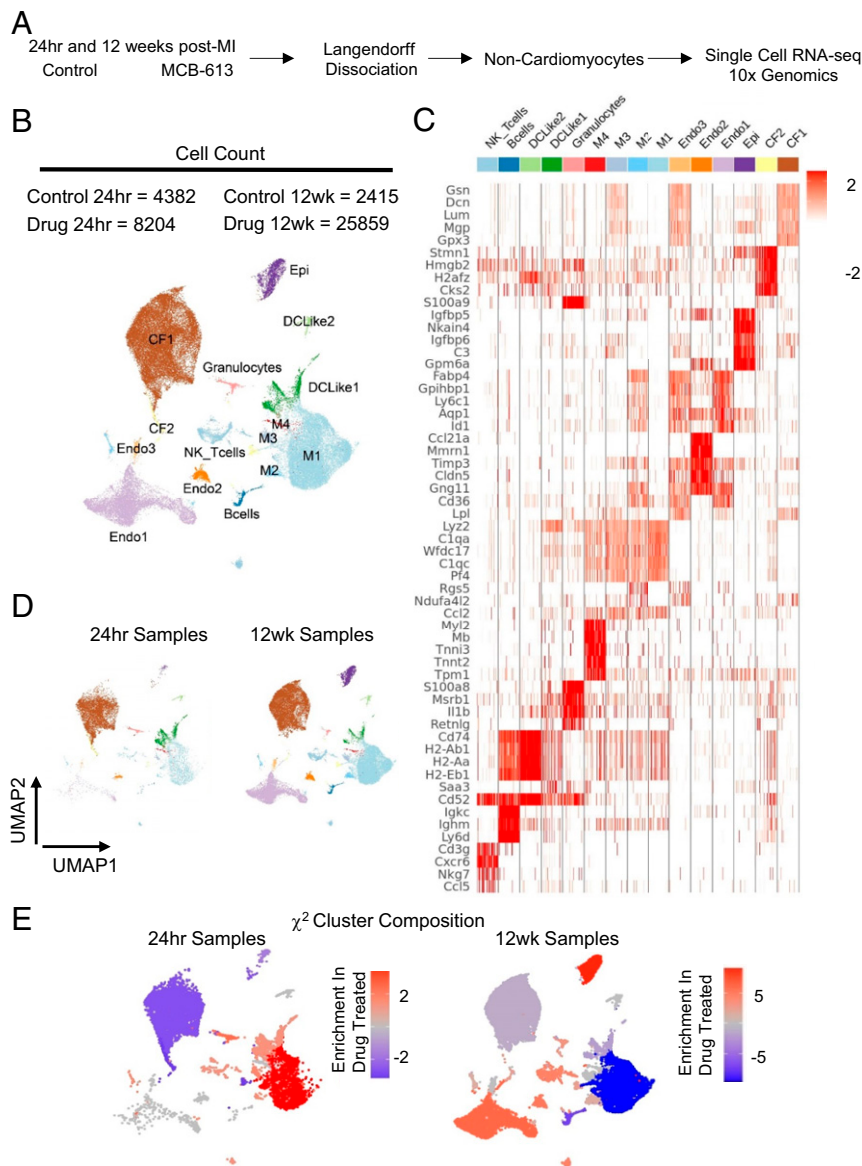 A
24hr and 12 weeks post-MI
Control MCB-613
Langendorff
Dissociation
Non-Cardiomyocytes
Single Cell RNA-seq
10x Genomics
B
Cell Count
Control 24hr = 4382 Control 12wk = 2415
Drug 24hr = 8204 Drug 12wk = 25859
Epi
CF1
DCLike2
Granulocytes
DCLike1
CF2
M4
M3
Endo3
NK_Tcells
M1
M2
Endo2
Bcells
Endo1
C
NK_Tcells
Bcells
DCLike2
DCLike1
Granulocytes
M4
M3
M2
M1
Endo3
Endo2
Endo1
Epi
CF2
CF1
2
-2
Gsn
Dcn
Lum
Mgp
Gpx3
Stmn1
Hmgb2
H2afz
Cks2
S100a9
Igfbp5
Nkain4
Igfbp6
C3
Gpm6a
Fabp4
Gpihbp1
Ly6c1
Aqp1
Id1
Ccl21a
Mmrn1
Timp3
Cldn5
Gng11
Cd36
Lpl
Lyz2
C1qa
Wfdc17
C1qc
Pf4
Rgs5
Ndufa4l2
Ccl2
Myl2
Mb
Tnni3
Tnnt2
Tpm1
S100a8
Msrb1
Il1b
Retnlg
Cd74
H2-Ab1
H2-Aa
H2-Eb1
Saa3
Cd52
Igkc
Ighm
Ly6d
Cd3g
Cxcr6
Nkg7
Ccl5
D
24hr Samples
12wk Samples
UMAP2
UMAP1
E
χ² Cluster Composition
24hr Samples
12wk Samples
Enrichment In
Drug Treated
2
-2
Enrichment In
Drug Treated
5
-5